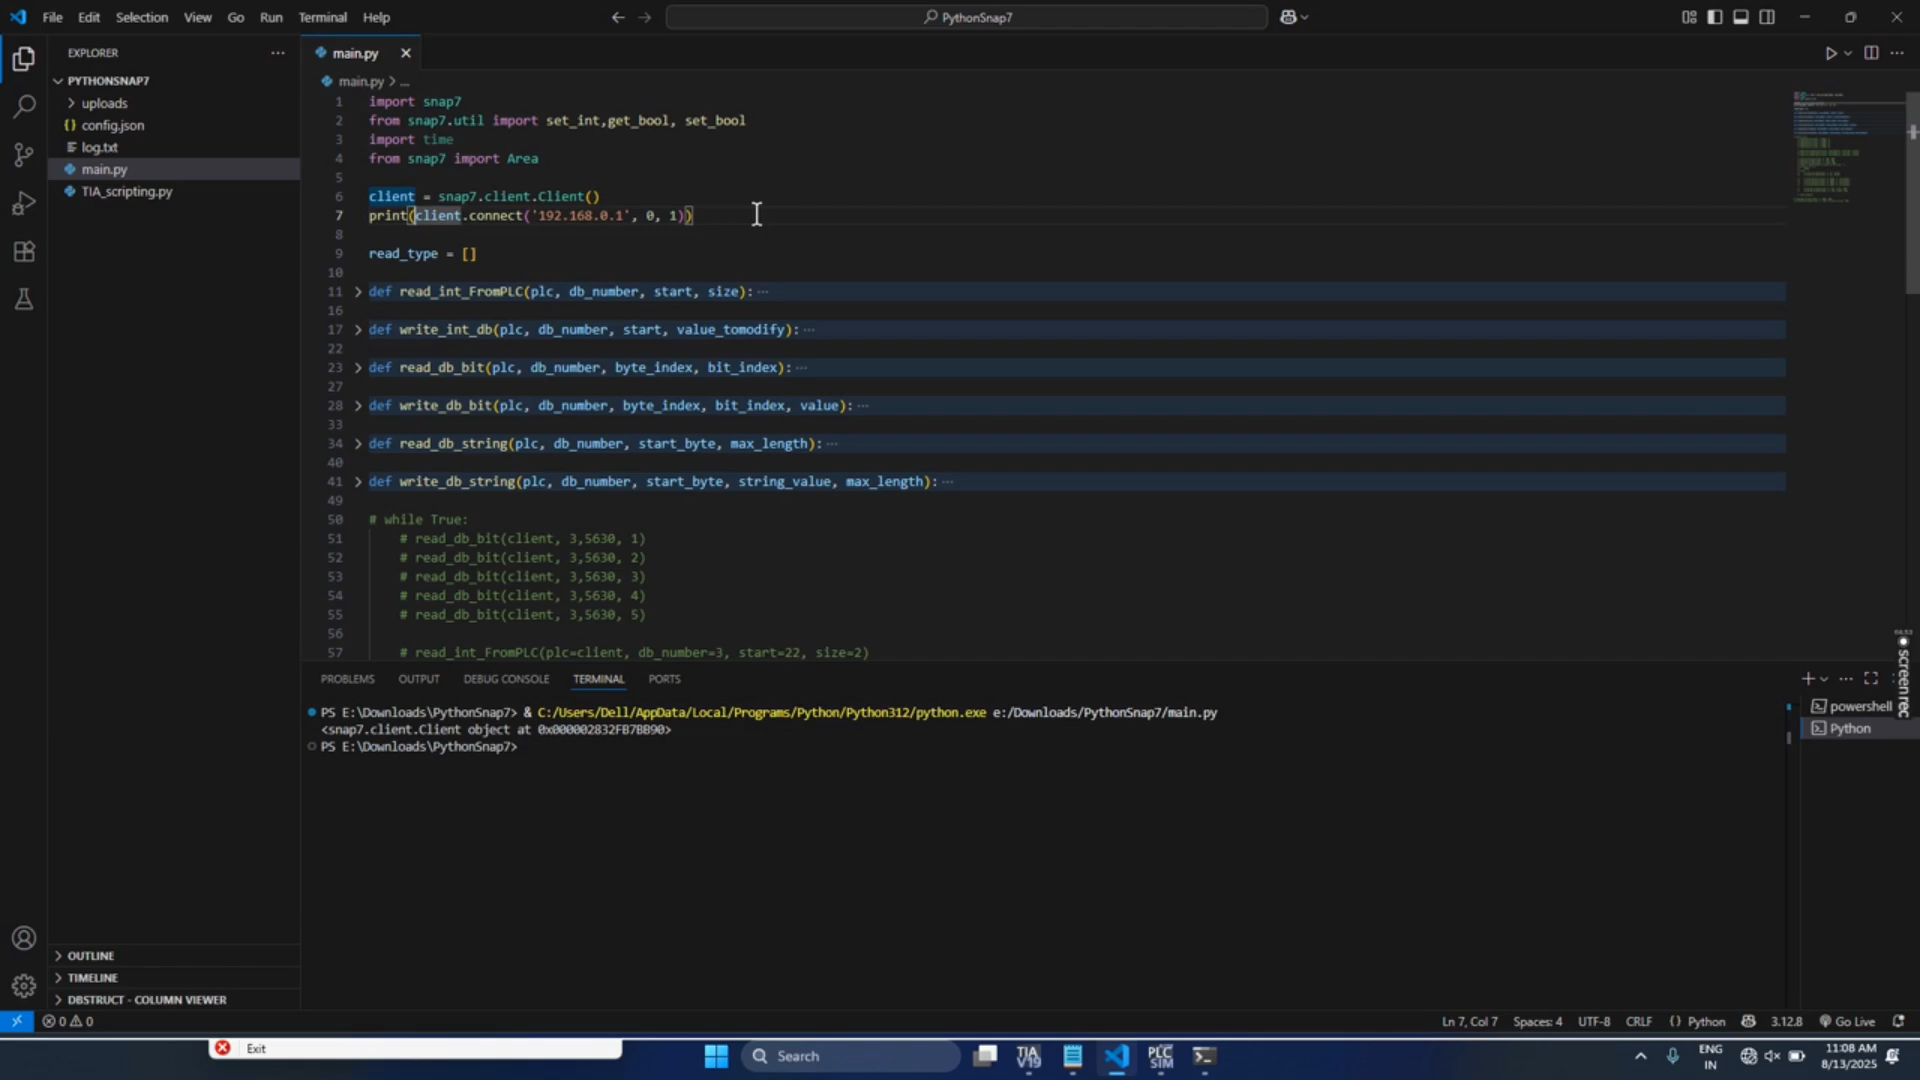 File Edit Selection View Go Run Terminal Help
PythonSnap7
EXPLORER
PYTHONSNAP7
uploads
{} config.json
log.txt
main.py
TIA_scripting.py
OUTLINE
TIMELINE
DBSTRUCT - COLUMN VIEWER
main.py
main.py > ...
1 import snap7
2 from snap7.util import set_int,get_bool, set_bool
3 import time
4 from snap7 import Area
5
6 client = snap7.client.Client()
7 print(client.connect('192.168.0.1', 0, 1))
8
9 read_type = []
10
11 def read_int_FromPLC(plc, db_number, start, size): ...
16
17 def write_int_db(plc, db_number, start, value_tomodify): ...
22
23 def read_db_bit(plc, db_number, byte_index, bit_index): ...
27
28 def write_db_bit(plc, db_number, byte_index, bit_index, value): ...
33
34 def read_db_string(plc, db_number, start_byte, max_length): ...
40
41 def write_db_string(plc, db_number, start_byte, string_value, max_length): ...
49
50 # while True:
51 # read_db_bit(client, 3,5630, 1)
52 # read_db_bit(client, 3,5630, 2)
53 # read_db_bit(client, 3,5630, 3)
54 # read_db_bit(client, 3,5630, 4)
55 # read_db_bit(client, 3,5630, 5)
56
57 # read_int_FromPLC(plc=client, db_number=3, start=22, size=2)
screenrec
PROBLEMS OUTPUT DEBUG CONSOLE TERMINAL PORTS
PS E:\Downloads\PythonSnap7> & C:/Users/Dell/AppData/Local/Programs/Python/Python312/python.exe e:/Downloads/PythonSnap7/main.py
<snap7.client.Client object at 0x000002832FB7BB90>
PS E:\Downloads\PythonSnap7>
powershell
Python
0 0
Ln 7, Col 7 Spaces: 4 UTF-8 CRLF {} Python 3.12.8 Go Live
Exit
Search
TIA V19
PLC SIM
ENG IN
11:08 AM
8/13/2025